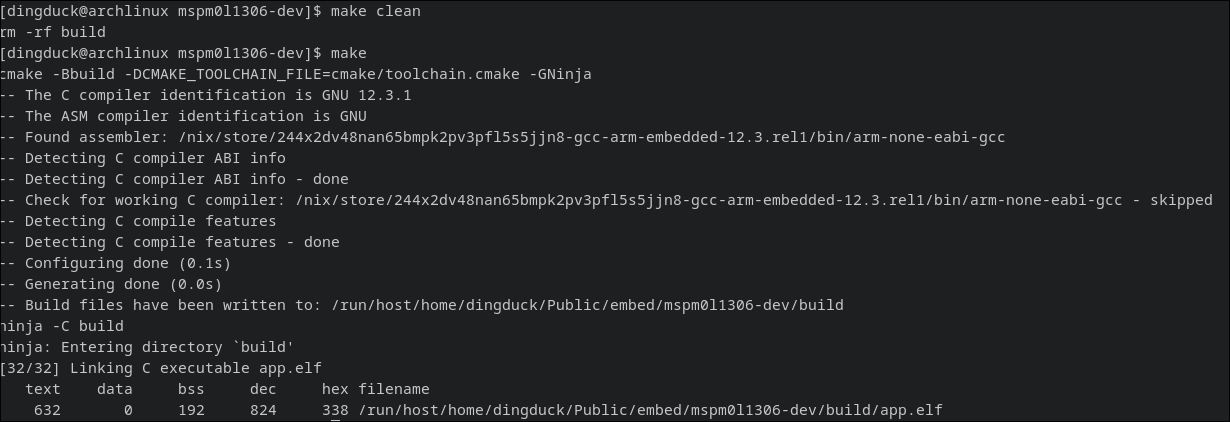 [dingduck@archlinux mspm0l1306-dev]$ make clean
rm -rf build
[dingduck@archlinux mspm0l1306-dev]$ make
cmake -Bbuild -DCMAKE_TOOLCHAIN_FILE=cmake/toolchain.cmake -GNinja
-- The C compiler identification is GNU 12.3.1
-- The ASM compiler identification is GNU
-- Found assembler: /nix/store/244x2dv48nan65bmpk2pv3pfl5s5jjn8-gcc-arm-embedded-12.3.rel1/bin/arm-none-eabi-gcc
-- Detecting C compiler ABI info
-- Detecting C compiler ABI info - done
-- Check for working C compiler: /nix/store/244x2dv48nan65bmpk2pv3pfl5s5jjn8-gcc-arm-embedded-12.3.rel1/bin/arm-none-eabi-gcc - skipped
-- Detecting C compile features
-- Detecting C compile features - done
-- Configuring done (0.1s)
-- Generating done (0.0s)
-- Build files have been written to: /run/host/home/dingduck/Public/embed/mspm0l1306-dev/build
ninja -C build
ninja: Entering directory `build'
[32/32] Linking C executable app.elf
   text    data     bss     dec     hex filename
    632       0     192     824     338 /run/host/home/dingduck/Public/embed/mspm0l1306-dev/build/app.elf